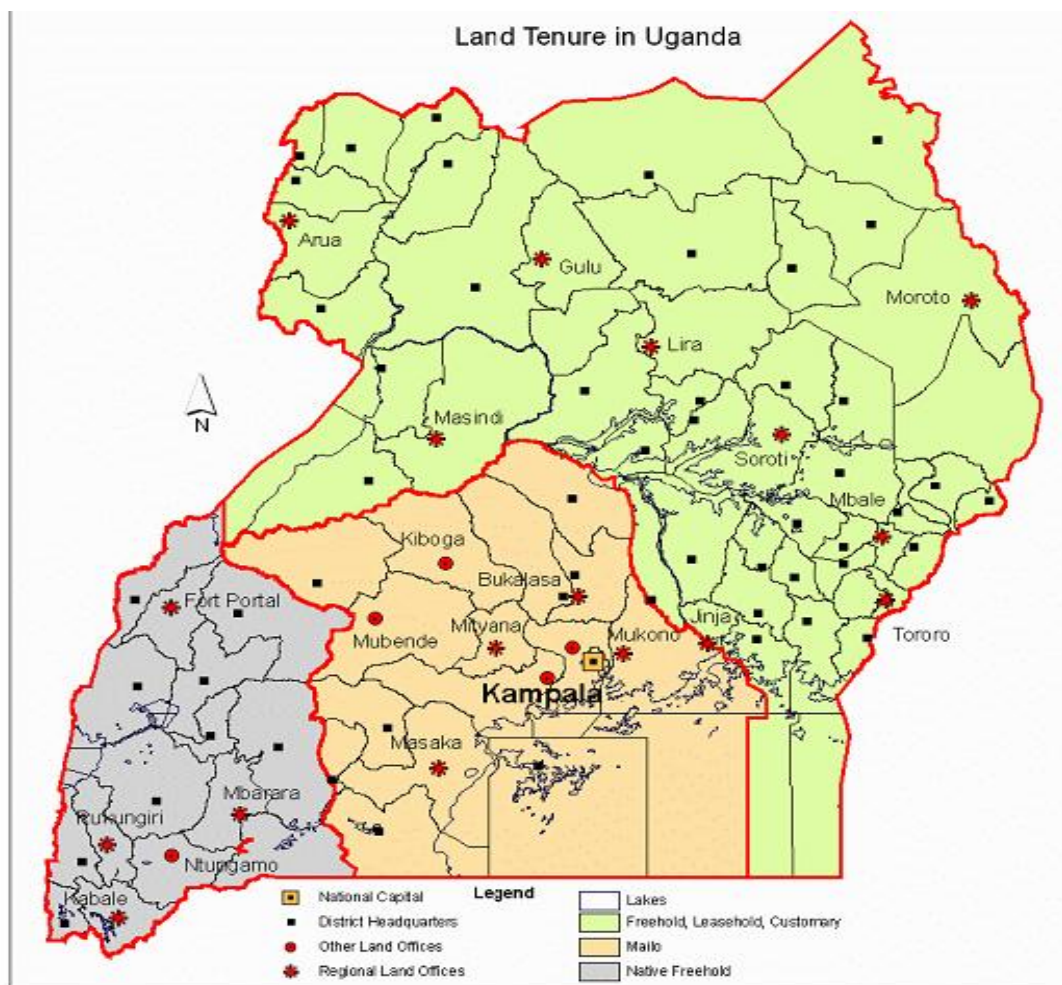 Land Tenure in Uganda
Arua
Gulu
Moroto
Lira
N
Masindi
Soroti
Mbale
Kiboga
Bukalasa
Fort Portal
Mubende
Mityana
Mukono
Jinja
Tororo
Kampala
Masaka
Mbarara
Rukungiri
Ntungamo
Kabale
Legend
National Capital
District Headquarters
Other Land Offices
Regional Land Offices
Lakes
Freehold, Leasehold, Customary
Mailo
Native Freehold